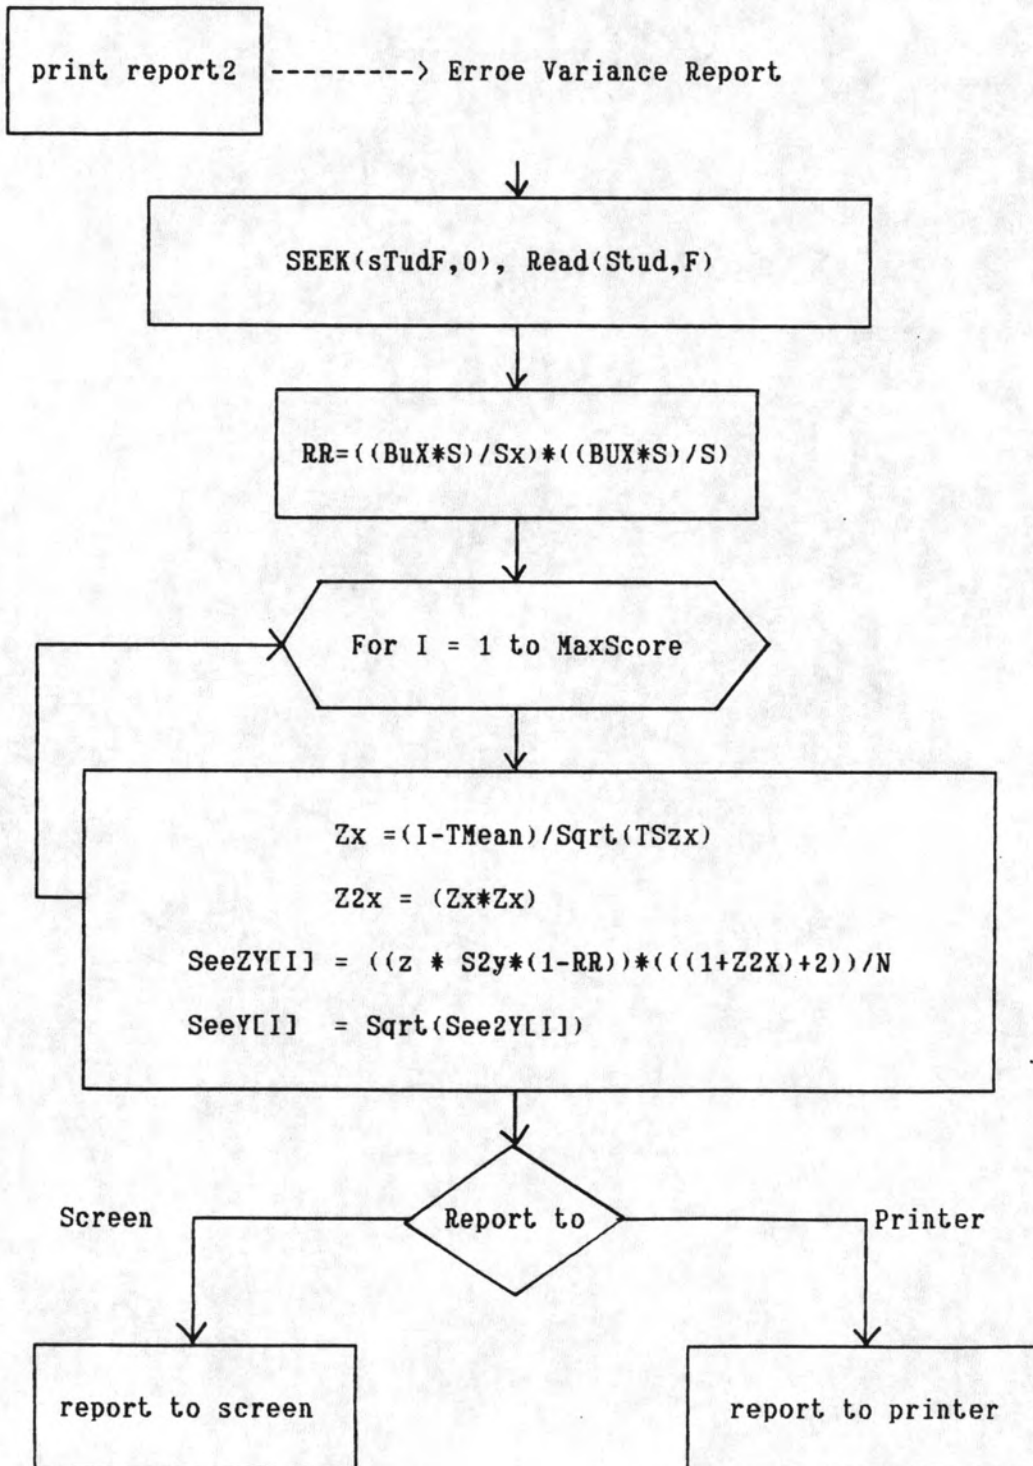 print report2 ---------> Erroe Variance Report
SEEK(sTudF,0), Read(Stud,F)
RR=((BuX*S)/Sx)*((BUX*S)/S)
For I = 1 to MaxScore
Zx =(I-TMean)/Sqrt(TSzx)
Z2x = (Zx*Zx)
SeeZY[I] = ((z * S2y*(1-RR))*(((1+Z2X)+2))/N
SeeY[I] = Sqrt(See2Y[I])
Report to
Screen
Printer
report to screen
report to printer